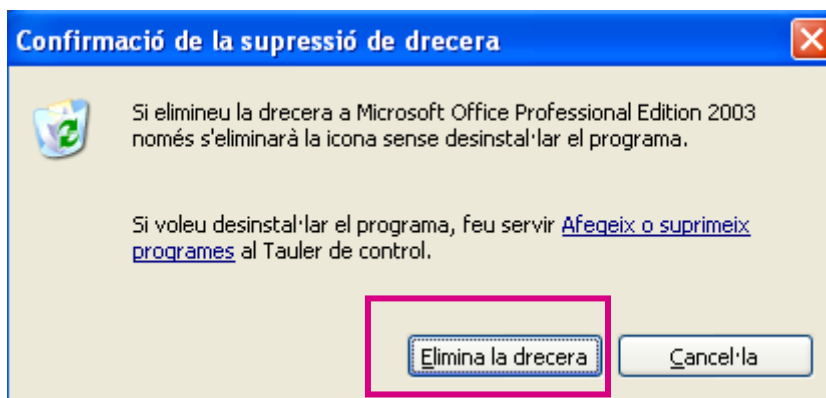 Confirmació de la supressió de drecera
Si elimineu la drecera a Microsoft Office Professional Edition 2003
només s'eliminarà la icona sense desinstal·lar el programa.
Si voleu desinstal·lar el programa, feu servir Afegeix o suprimeix
programes al Tauler de control.
Elimina la drecera
Cancel·la